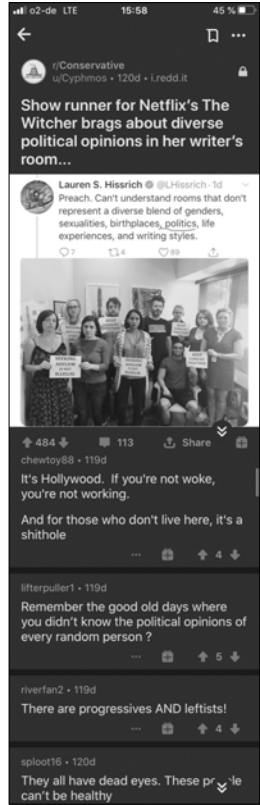 o2-de LTE 15:58 45 %
r/Conservative
u/Cyphmos • 120d • i.redd.it
Show runner for Netflix's The
Witcher brags about diverse
political opinions in her writer's
room...
Lauren S. Hissrich @LHissrich · 1d
Preach. Can't understand rooms that don't
represent a diverse blend of genders,
sexualities, birthplaces, politics, life
experiences, and writing styles.
7 4 89
484 113 Share
chewtoy88 • 119d
It's Hollywood. If you're not woke,
you're not working.
And for those who don't live here, it's a
shithole
... 4
lifterpuller1 • 119d
Remember the good old days where
you didn't know the political opinions of
every random person ?
... 5
riverfan2 • 119d
There are progressives AND leftists!
... 4
sploot16 • 120d
They all have dead eyes. These
can't be healthy